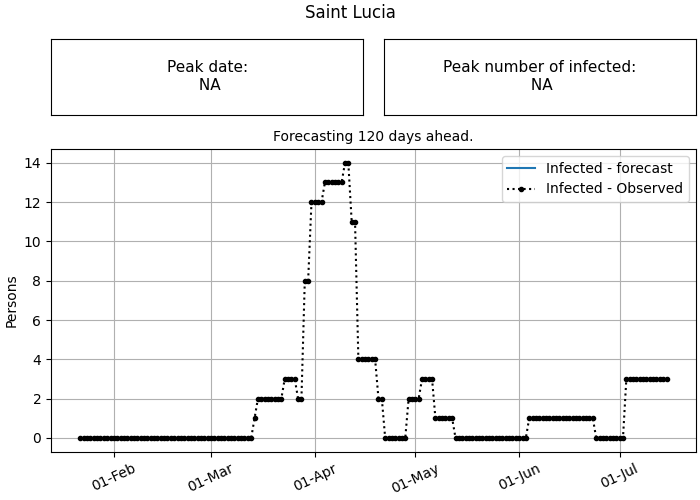 Saint Lucia
Peak date:
NA
Peak number of infected:
NA
Forecasting 120 days ahead.
Infected - forecast
Infected - Observed
Persons
14
12
10
8
6
4
2
0
01-Feb
01-Mar
01-Apr
01-May
01-Jun
01-Jul